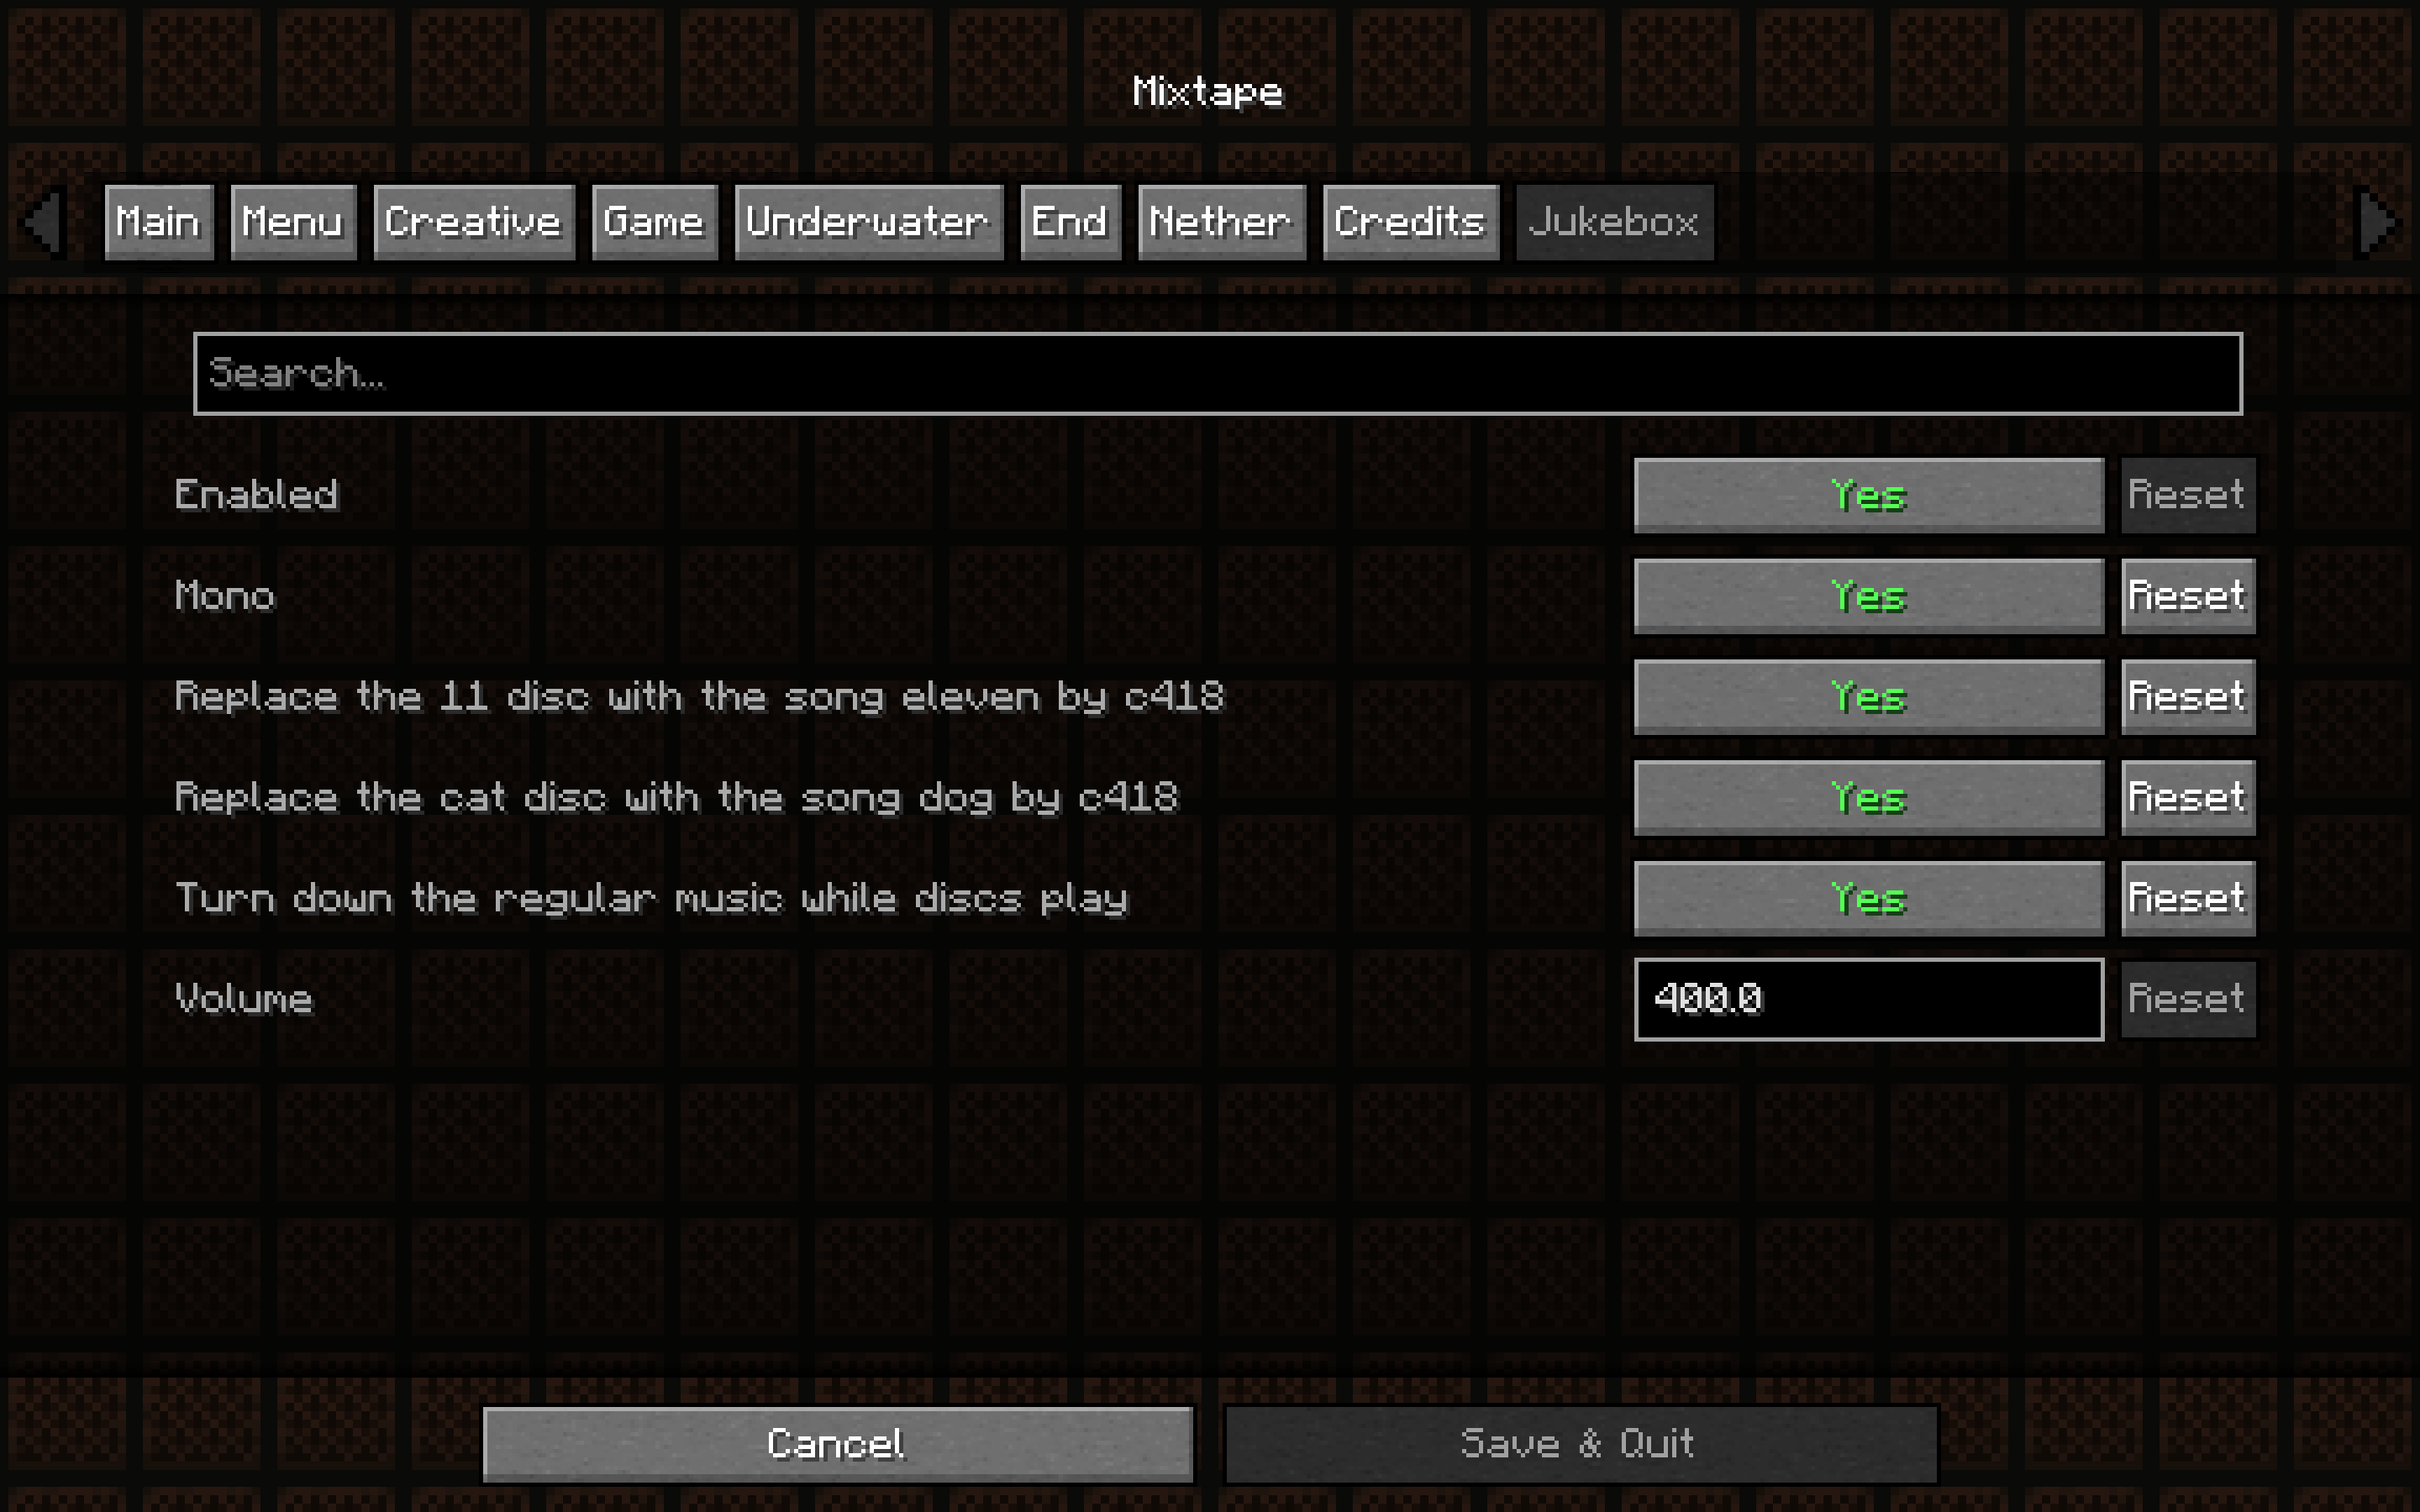 Mixtape
Main Menu Creative Game Underwater End Nether Credits Jukebox
Search...
Enabled Yes Reset
Mono Yes Reset
Replace the 11 disc with the song eleven by c418 Yes Reset
Replace the cat disc with the song dog by c418 Yes Reset
Turn down the regular music while discs play Yes Reset
Volume 400.0 Reset
Cancel Save & Quit